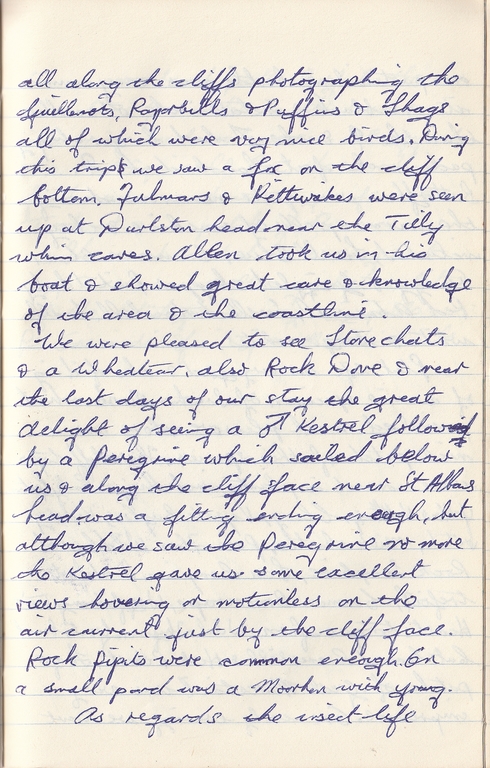 all along the cliffs photographing the
Guillemots, Razorbills & Puffins & Shags
all of which were very nice birds. During
this trip we saw a fox on the cliff
bottom. Fulmars & Kittiwakes were seen
up at Durlston head near the Tilly
whim caves. Allen took us in his
boat & showed great care & knowledge
of the area & the coastline.
We were pleased to see Stonechats
& a Wheatear, also Rock Dove & near
the last days of our stay the great
delight of seeing a ♂ Kestrel followed
by a Peregrine which sailed below
us & along the cliff face near St Albans
head was a fitting ending enough, but
although we saw the Peregrine no more
the Kestrel gave us some excellent
views hovering or motionless on the
air current just by the cliff face.
Rock Pipits were common enough. On
a small pond was a Moorhen with young.
As regards the insect life